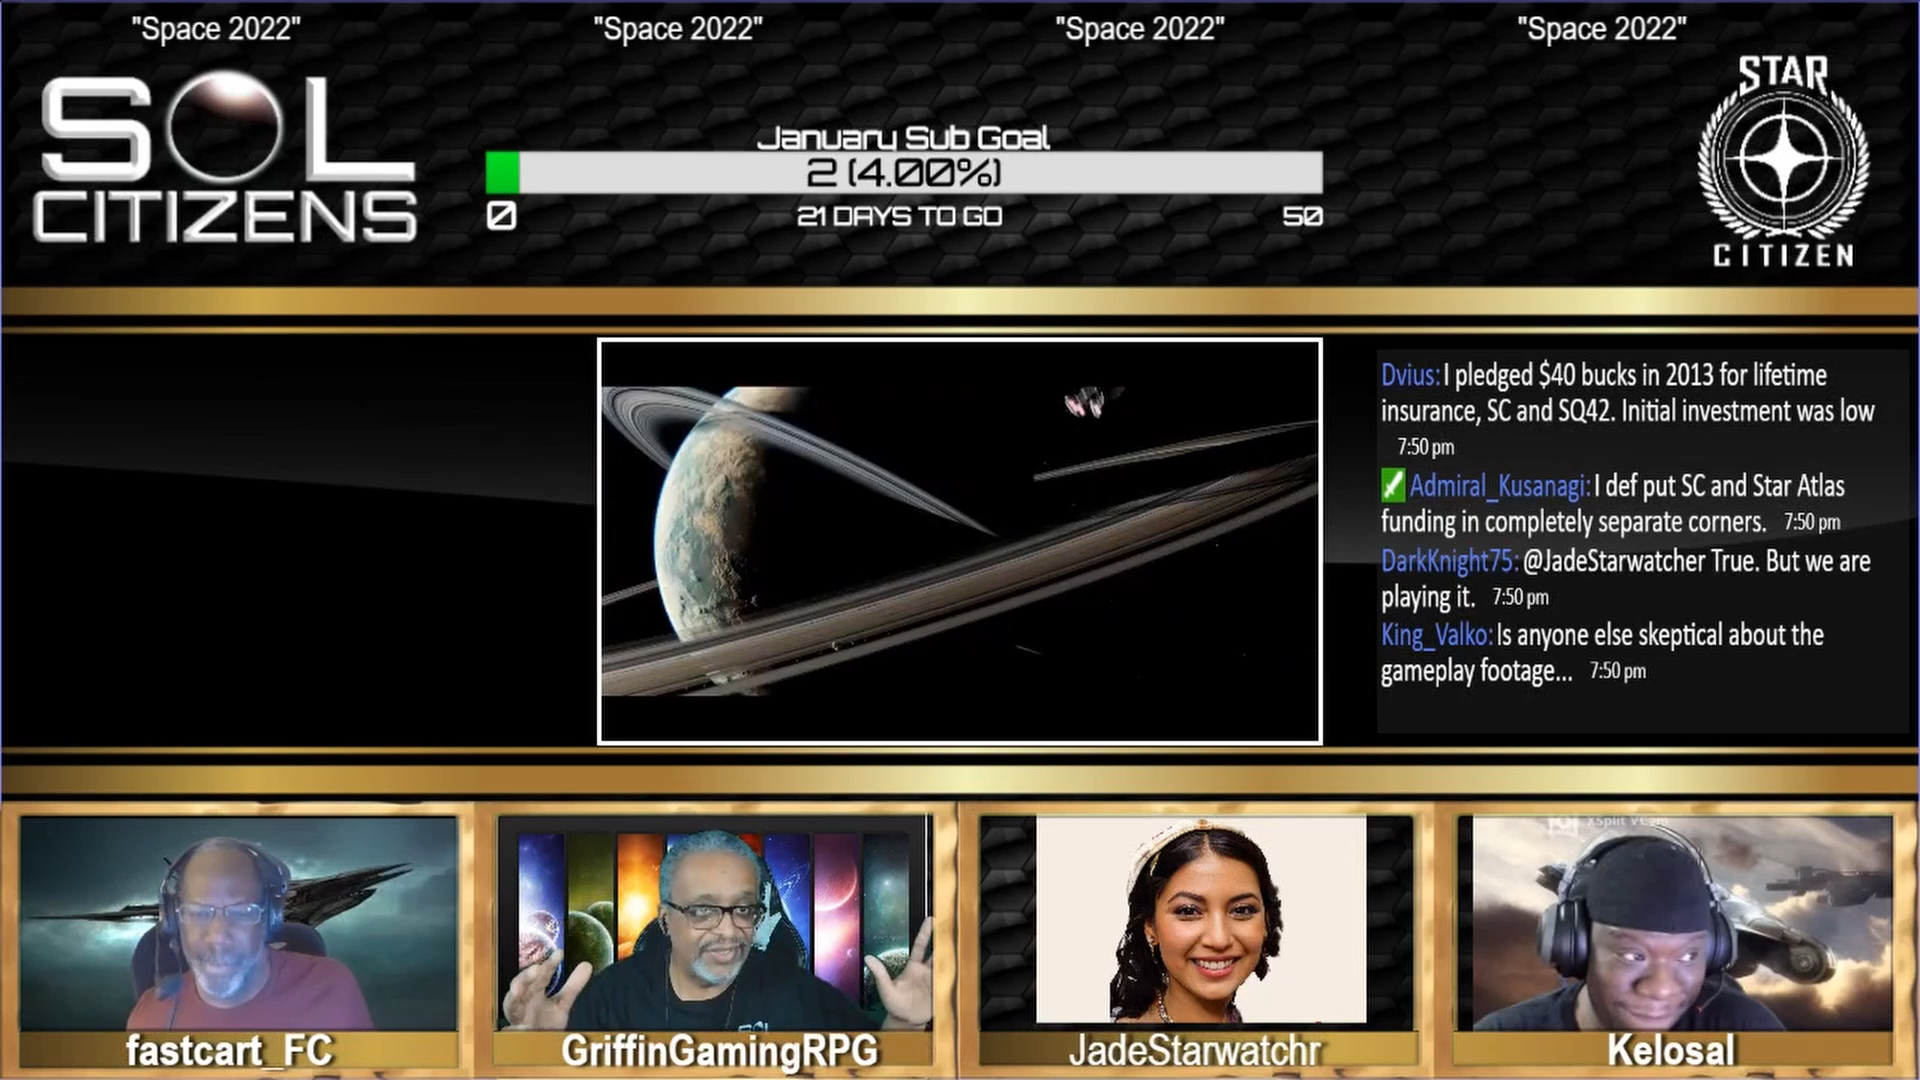 "Space 2022" "Space 2022" "Space 2022" "Space 2022"
SOL
CITIZENS
January Sub Goal
2 (4.00%)
0 21 DAYS TO GO 50
STAR
CITIZEN
Dvius: I pledged $40 bucks in 2013 for lifetime
insurance, SC and SQ42. Initial investment was low
7:50 pm
Admiral_Kusanagi: I def put SC and Star Atlas
funding in completely separate corners. 7:50 pm
DarkKnight75: @JadeStarwatcher True. But we are
playing it. 7:50 pm
King_Valko: Is anyone else skeptical about the
gameplay footage... 7:50 pm
XSplit VCam
fastcart_FC
GriffinGamingRPG
JadeStarwatchr
Kelosal